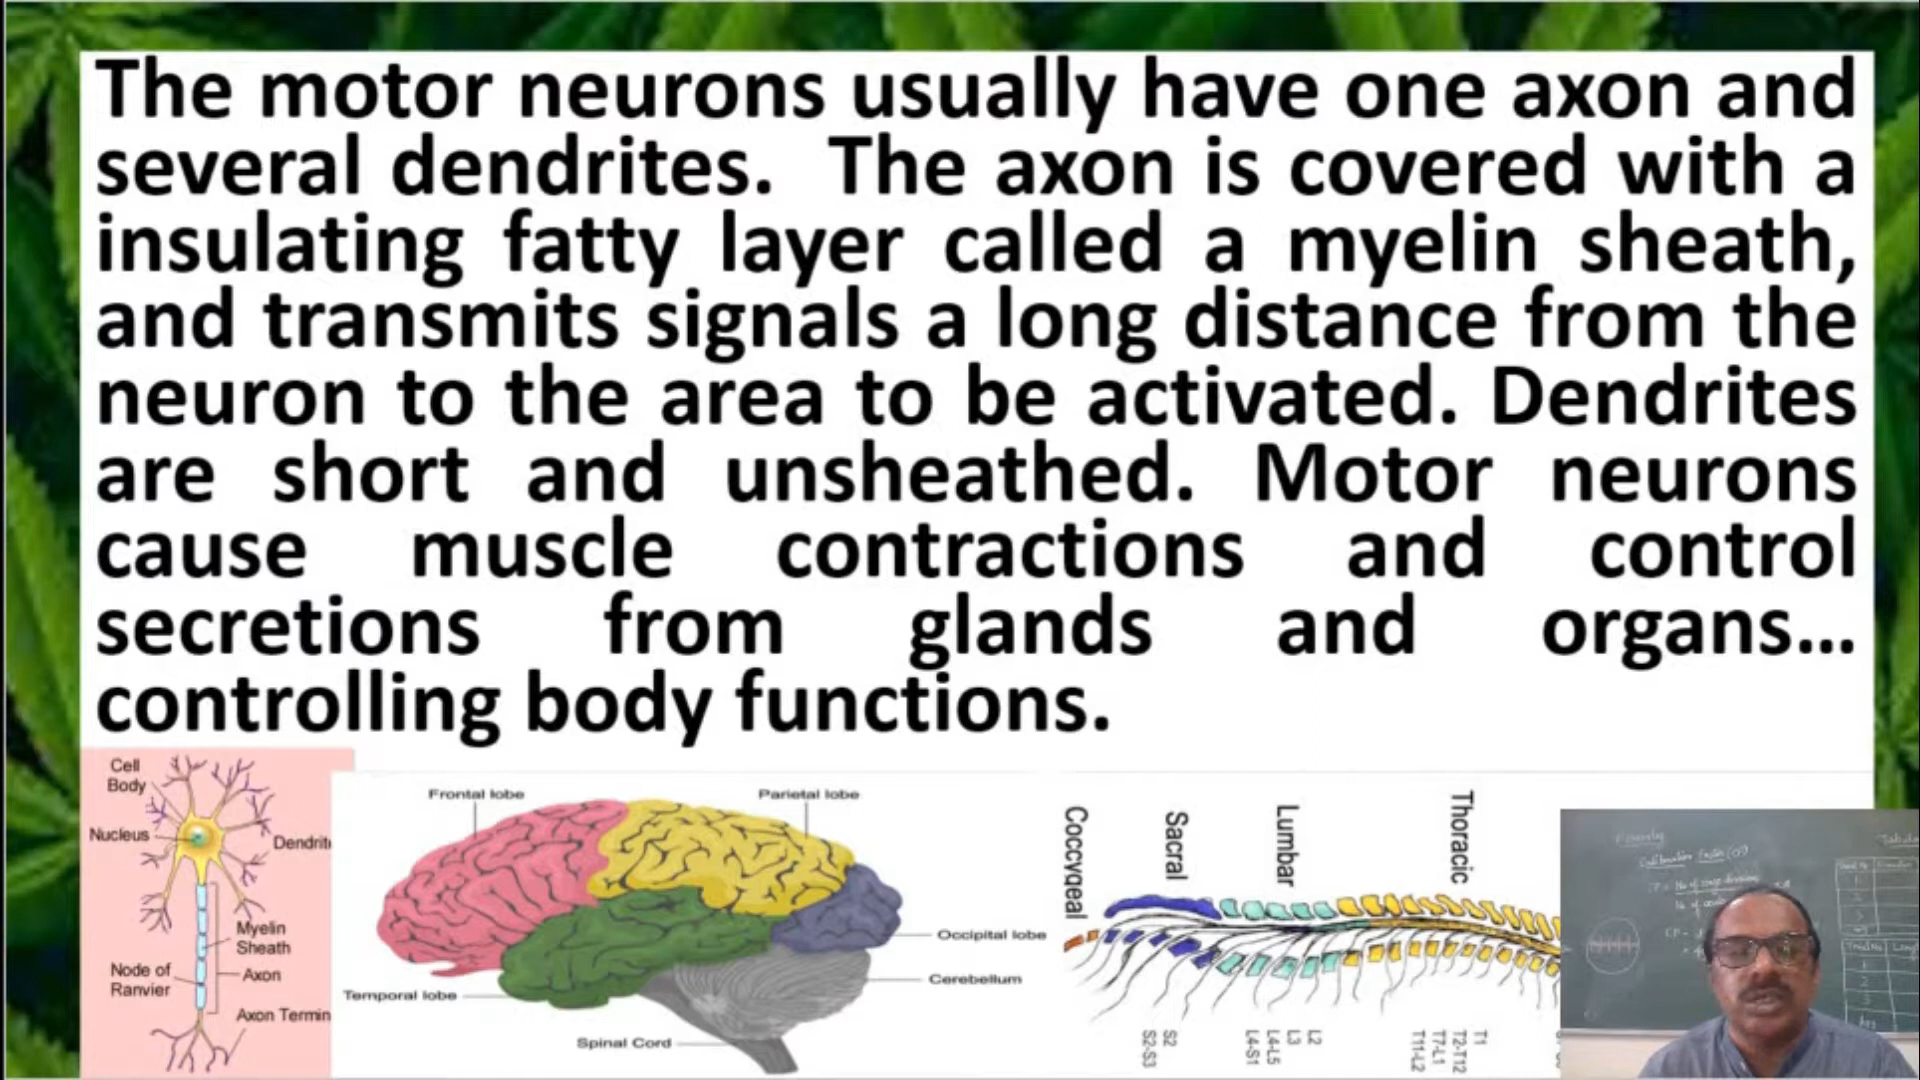 The motor neurons usually have one axon and
several dendrites. The axon is covered with a
insulating fatty layer called a myelin sheath,
and transmits signals a long distance from the
neuron to the area to be activated. Dendrites
are short and unsheathed. Motor neurons
cause muscle contractions and control
secretions from glands and organs...
controlling body functions.
Cell
Body
Nucleus
Dendrit
Myelin
Sheath
Node of
Ranvier
Axon
Axon Termin
Frontal lobe
Parietal lobe
Occipital lobe
Cerebellum
Temporal lobe
Spinal Cord
Coccygeal
Sacral
Lumbar
Thoracic
S2-S3
S2
L4-S1
L4-L5
L3
L2
T11-L2
T7-L1
T2-T12
T1